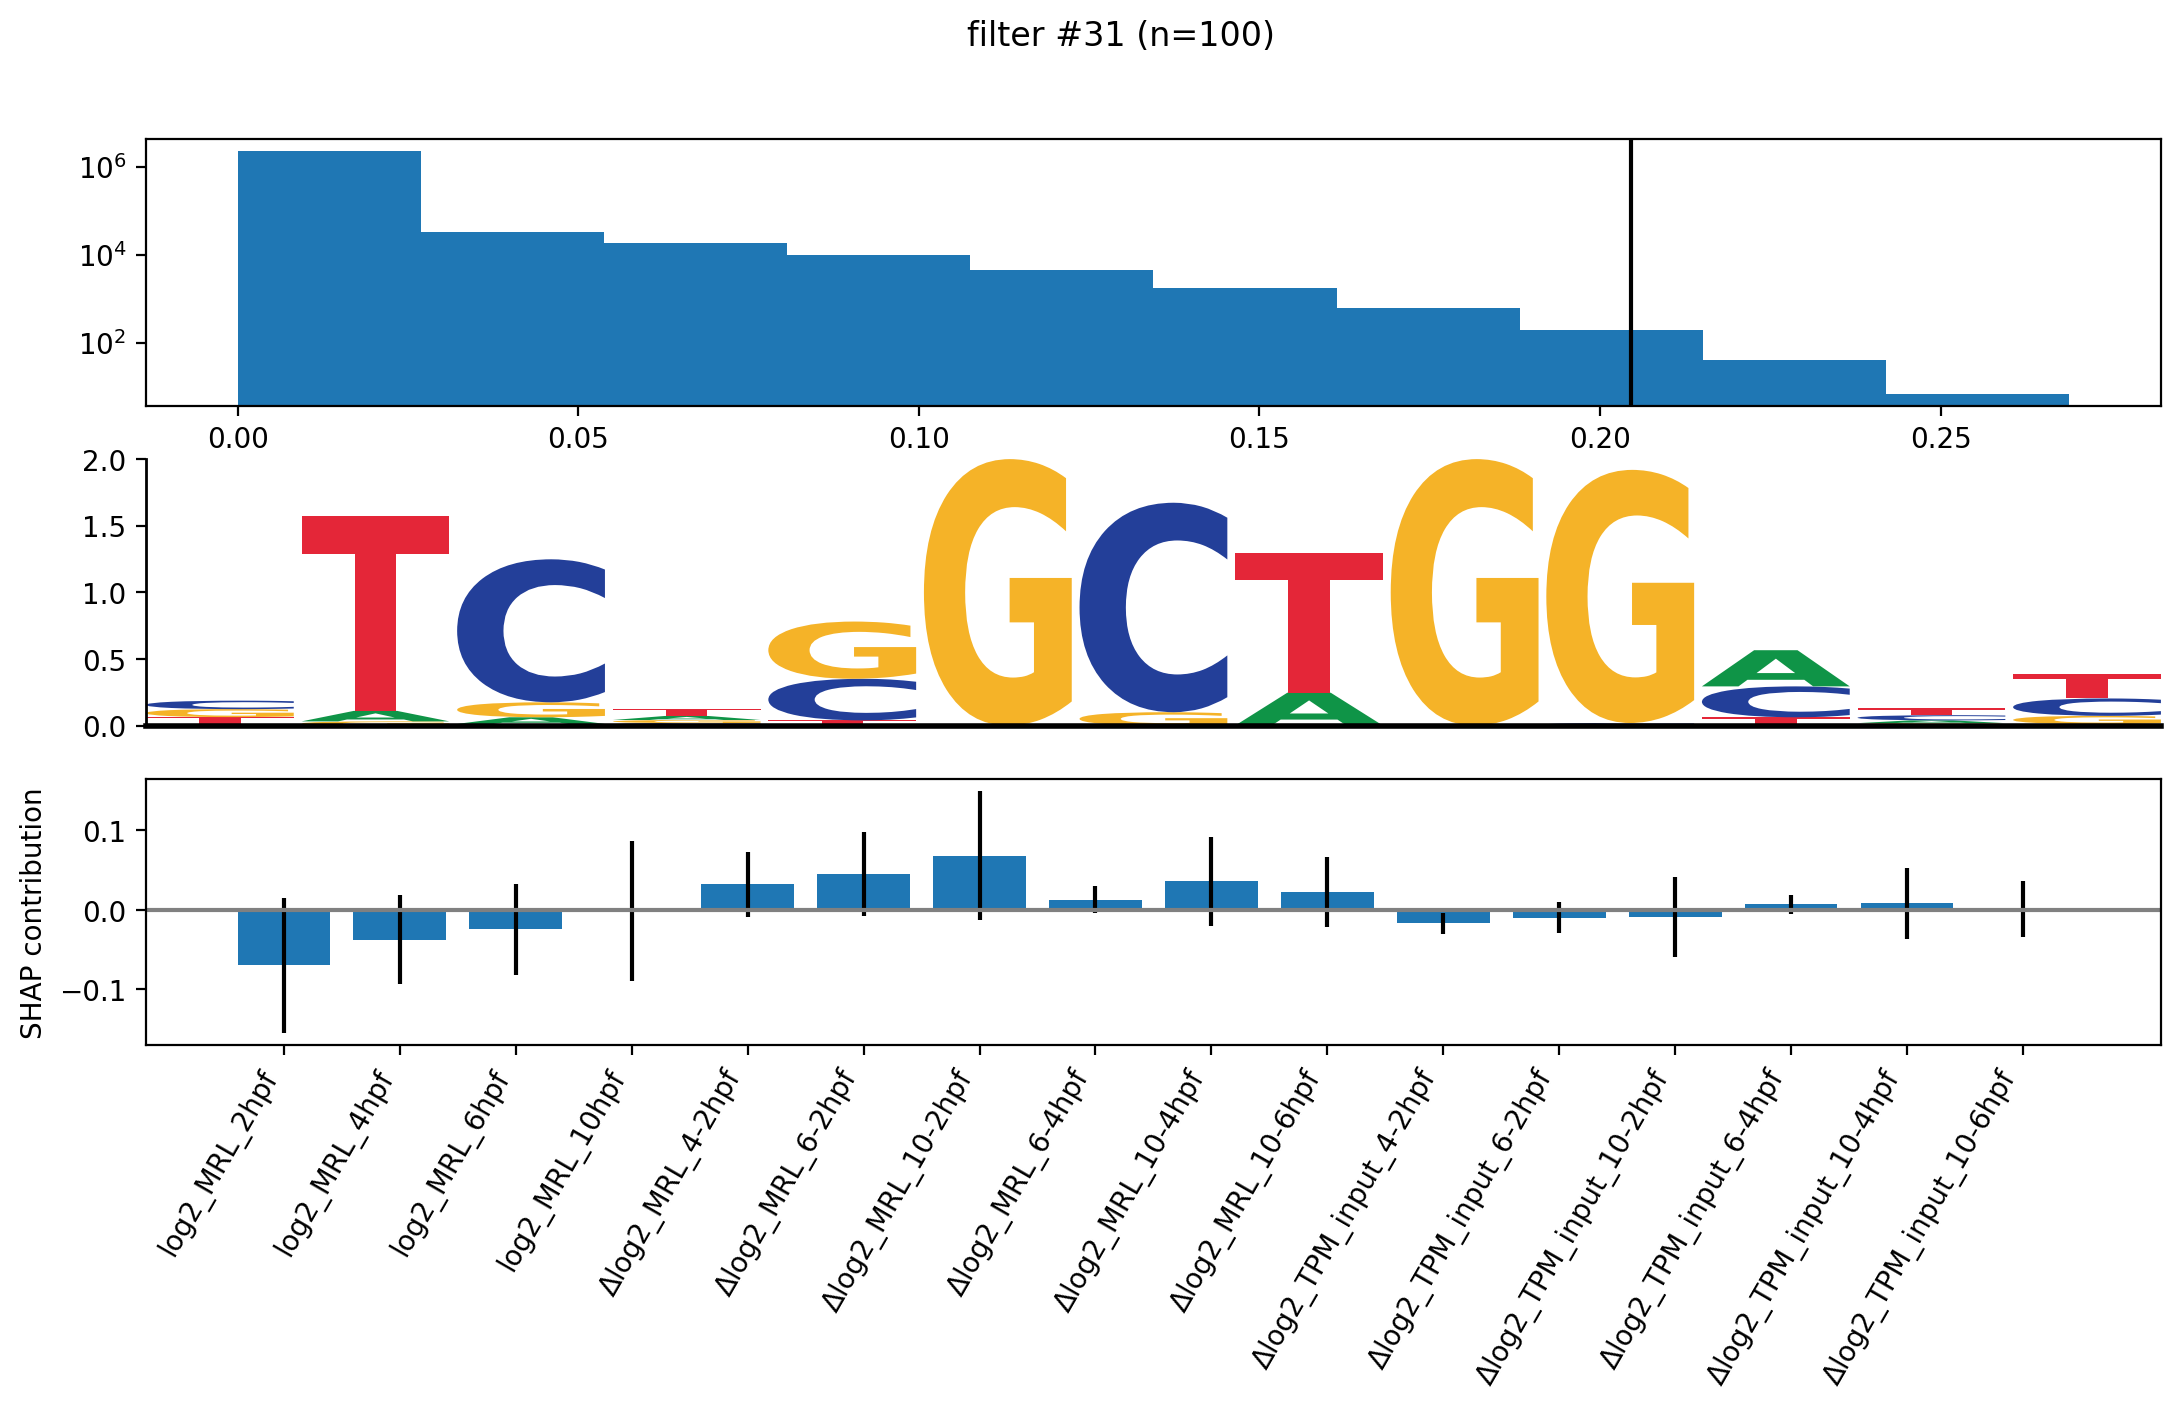 filter #31 (n=100)
10^6
10^4
10^2
0.00 0.05 0.10 0.15 0.20 0.25
2.0
1.5
1.0
0.5
0.0
C G T
T A G
C G A
T A G
G C T
G
C G
T A
G
G
A C T
T C A
T C G
SHAP contribution
0.1
0.0
−0.1
log2_MRL_2hpf
log2_MRL_4hpf
log2_MRL_6hpf
log2_MRL_10hpf
Δlog2_MRL_4-2hpf
Δlog2_MRL_6-2hpf
Δlog2_MRL_10-2hpf
Δlog2_MRL_6-4hpf
Δlog2_MRL_10-4hpf
Δlog2_MRL_10-6hpf
Δlog2_TPM_input_4-2hpf
Δlog2_TPM_input_6-2hpf
Δlog2_TPM_input_10-2hpf
Δlog2_TPM_input_6-4hpf
Δlog2_TPM_input_10-4hpf
Δlog2_TPM_input_10-6hpf